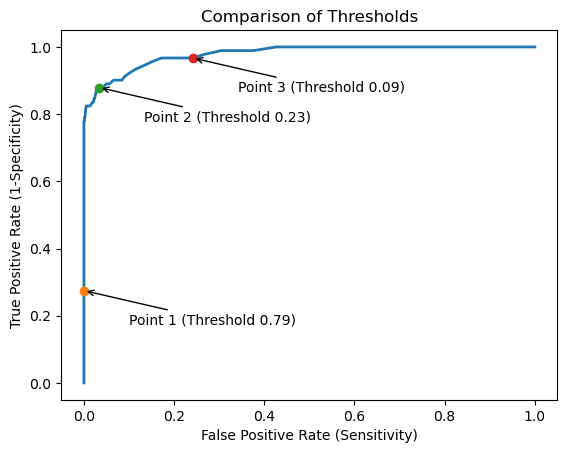 Comparison of Thresholds
True Positive Rate (1-Specificity)
1.0
0.8
0.6
0.4
0.2
0.0
Point 3 (Threshold 0.09)
Point 2 (Threshold 0.23)
Point 1 (Threshold 0.79)
0.0 0.2 0.4 0.6 0.8 1.0
False Positive Rate (Sensitivity)